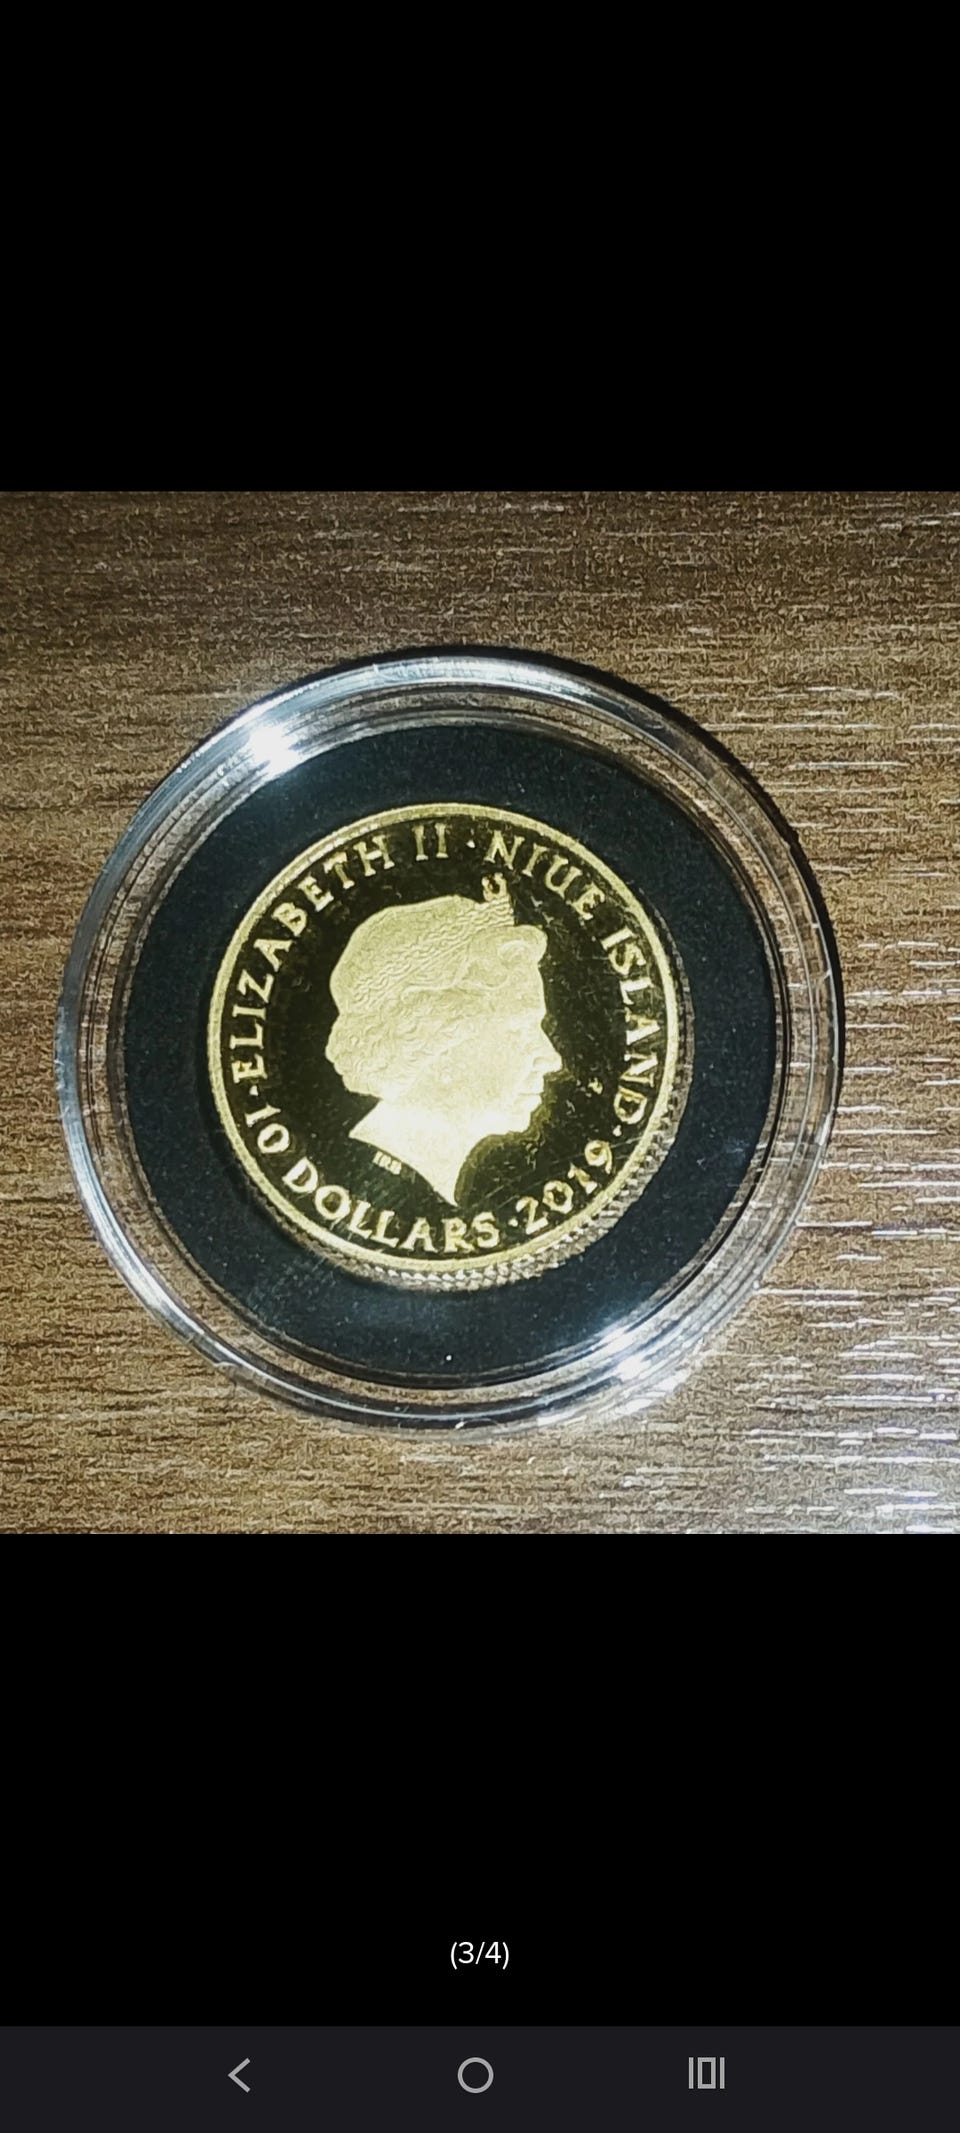 ·ELIZABETH II·NIUE ISLAND·
·10 DOLLARS·2019
IRB
(3/4)